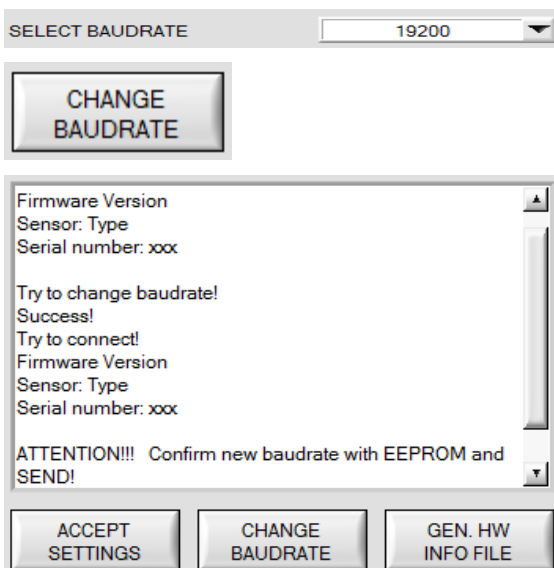 SELECT BAUDRATE 19200
CHANGE
BAUDRATE
Firmware Version
Sensor: Type
Serial number: xxx
Try to change baudrate!
Success!
Try to connect!
Firmware Version
Sensor: Type
Serial number: xxx
ATTENTION!!! Confirm new baudrate with EEPROM and
SEND!
ACCEPT
SETTINGS
CHANGE
BAUDRATE
GEN. HW
INFO FILE